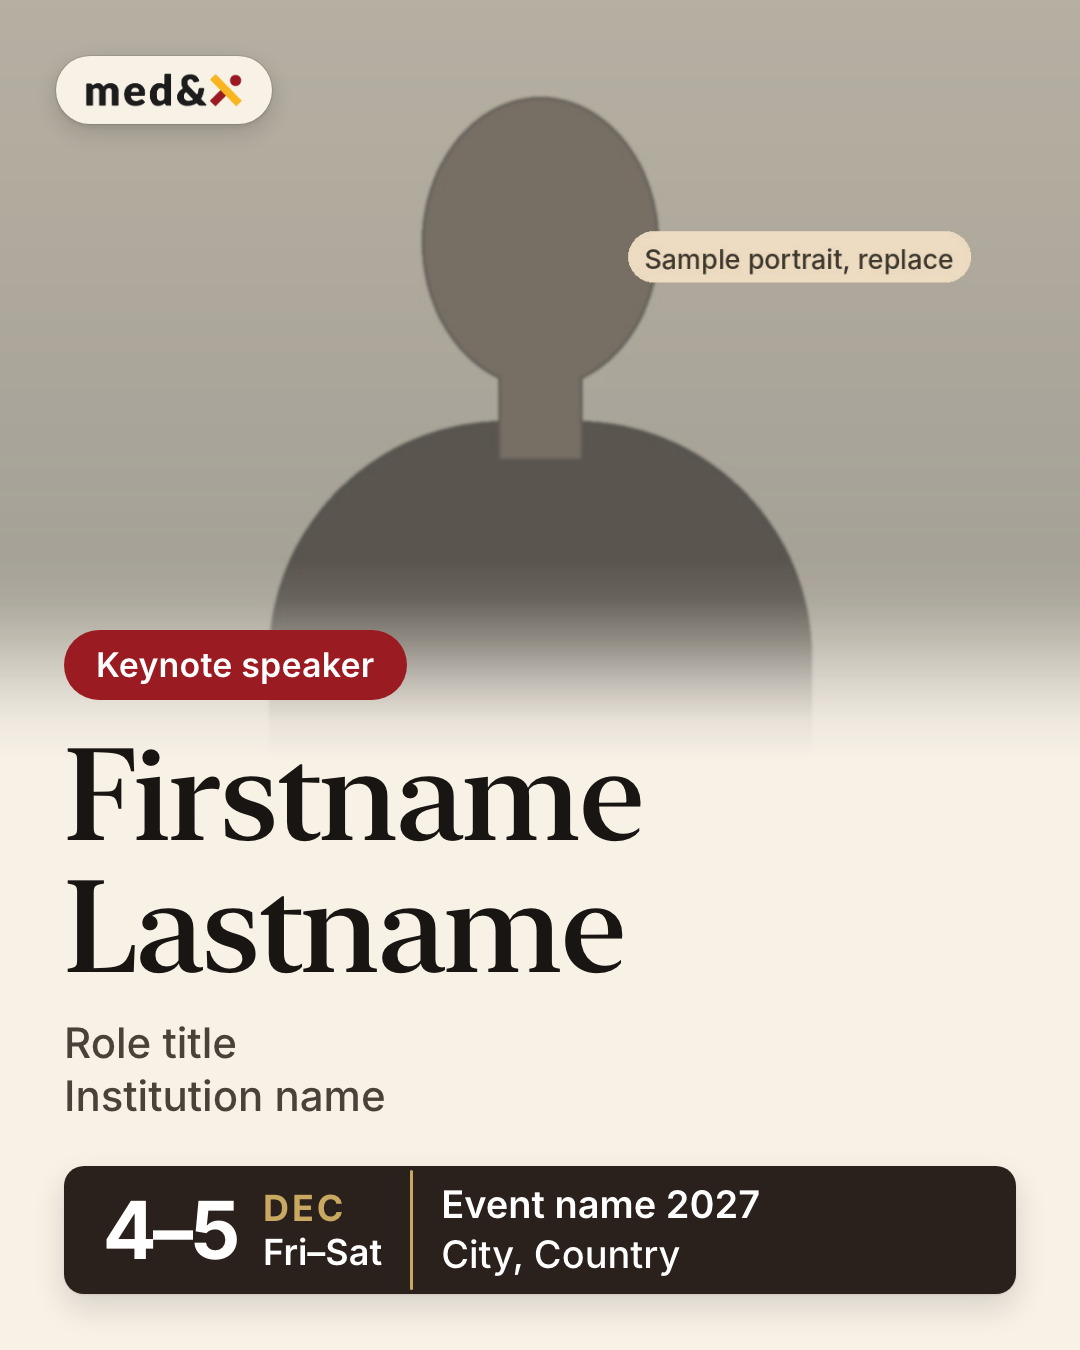 med&x
Sample portrait, replace
Keynote speaker
Firstname
Lastname
Role title
Institution name
4–5
DEC
Fri–Sat
Event name 2027
City, Country